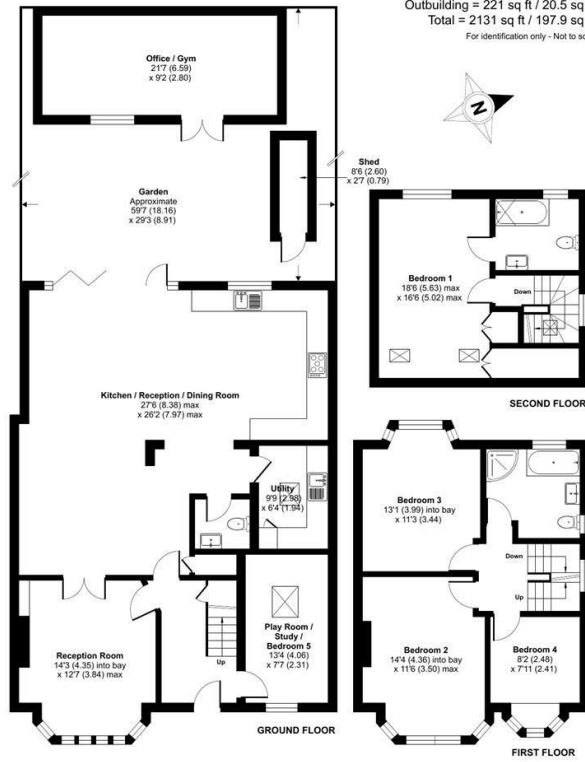 Outbuilding = 221 sq ft / 20.5 sq
Total = 2131 sq ft / 197.9 sq
For identification only - Not to sc
N
Office / Gym
21'7 (6.59)
x 9'2 (2.80)
Shed
8'6 (2.60)
x 2'7 (0.79)
Garden
Approximate
59'7 (18.16)
x 29'3 (8.91)
Bedroom 1
18'6 (5.63) max
x 16'6 (5.02) max
Down
SECOND FLOOR
Kitchen / Reception / Dining Room
27'6 (8.38) max
x 26'2 (7.97) max
Utility
9'9 (2.98)
x 6'4 (1.94)
Bedroom 3
13'1 (3.99) into bay
x 11'3 (3.44)
Down
Up
Reception Room
14'3 (4.35) into bay
x 12'7 (3.84) max
Up
Play Room /
Study /
Bedroom 5
13'4 (4.06)
x 7'7 (2.31)
Bedroom 2
14'4 (4.36) into bay
x 11'6 (3.50) max
Bedroom 4
8'2 (2.48)
x 7'11 (2.41)
GROUND FLOOR
FIRST FLOOR